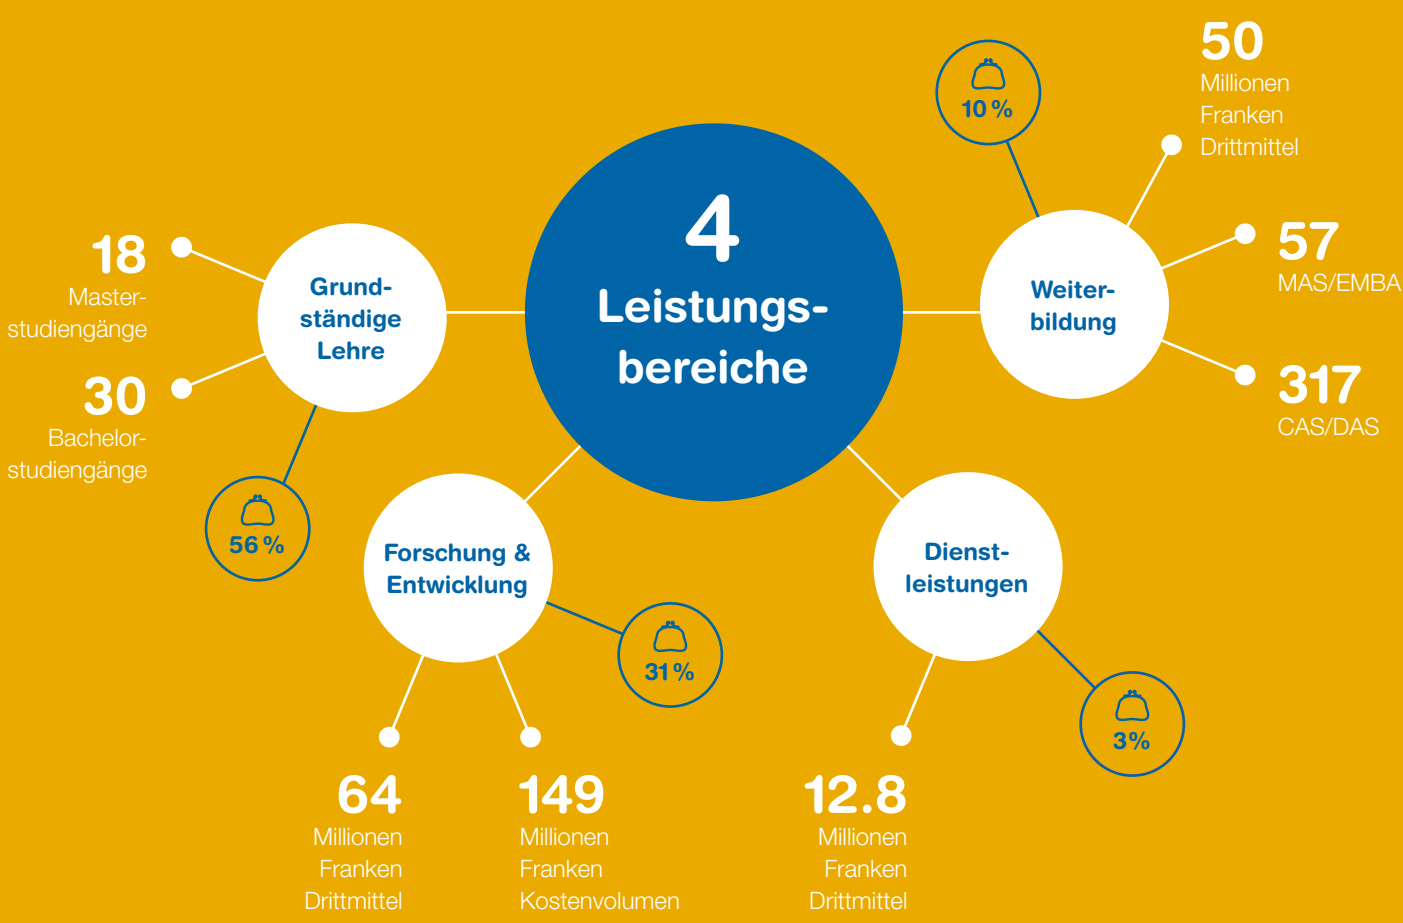 4
Leistungs-
bereiche
Grund-
ständige
Lehre
18
Master-
studiengänge
30
Bachelor-
studiengänge
56 %
Forschung &
Entwicklung
31 %
64
Millionen
Franken
Drittmittel
149
Millionen
Franken
Kostenvolumen
Dienst-
leistungen
3 %
12.8
Millionen
Franken
Drittmittel
Weiter-
bildung
10 %
50
Millionen
Franken
Drittmittel
57
MAS/EMBA
317
CAS/DAS